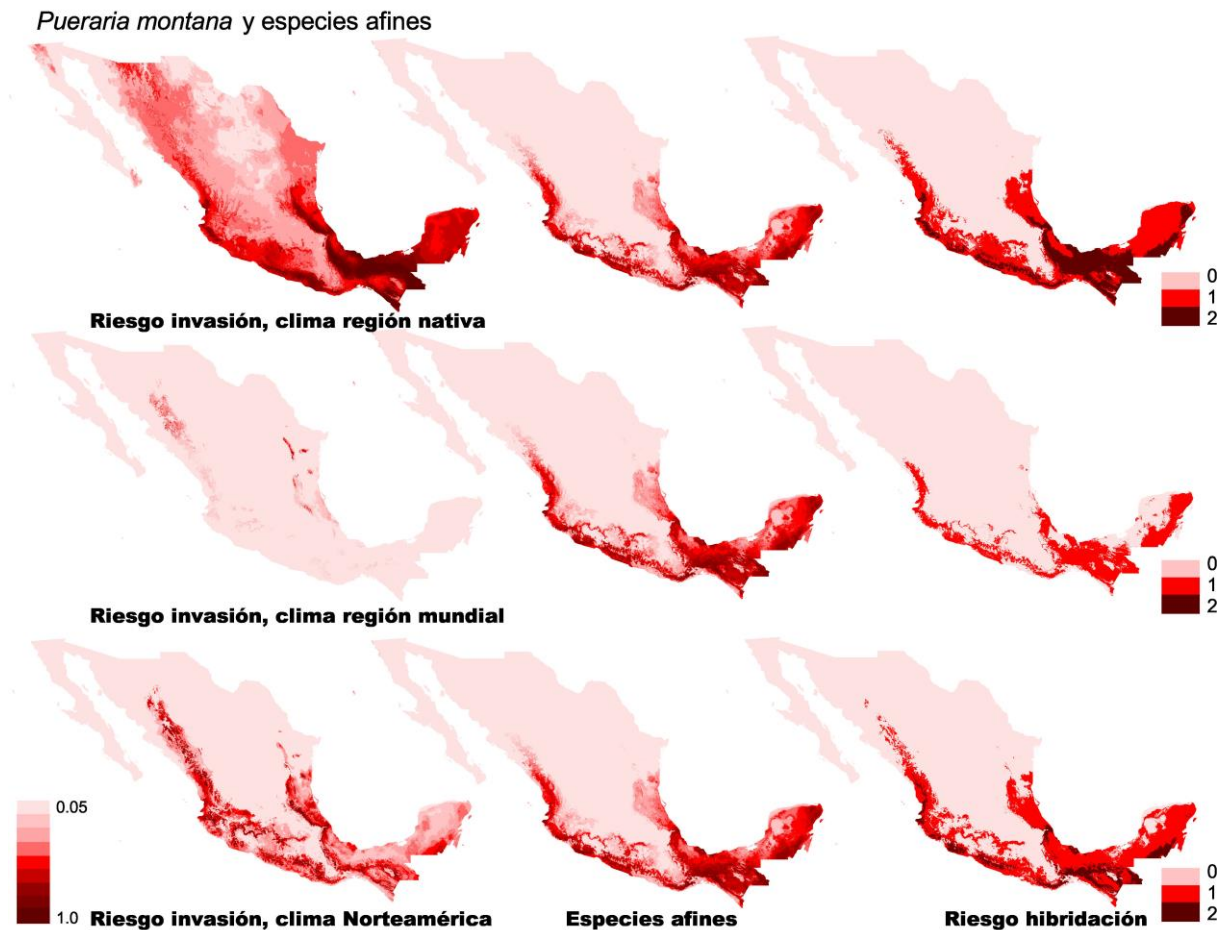 Pueraria montana y especies afines
0
1
2
Riesgo invasión, clima región nativa
0
1
2
Riesgo invasión, clima región mundial
0.05
1.0
0
1
2
Riesgo invasión, clima Norteamérica
Especies afines
Riesgo hibridación